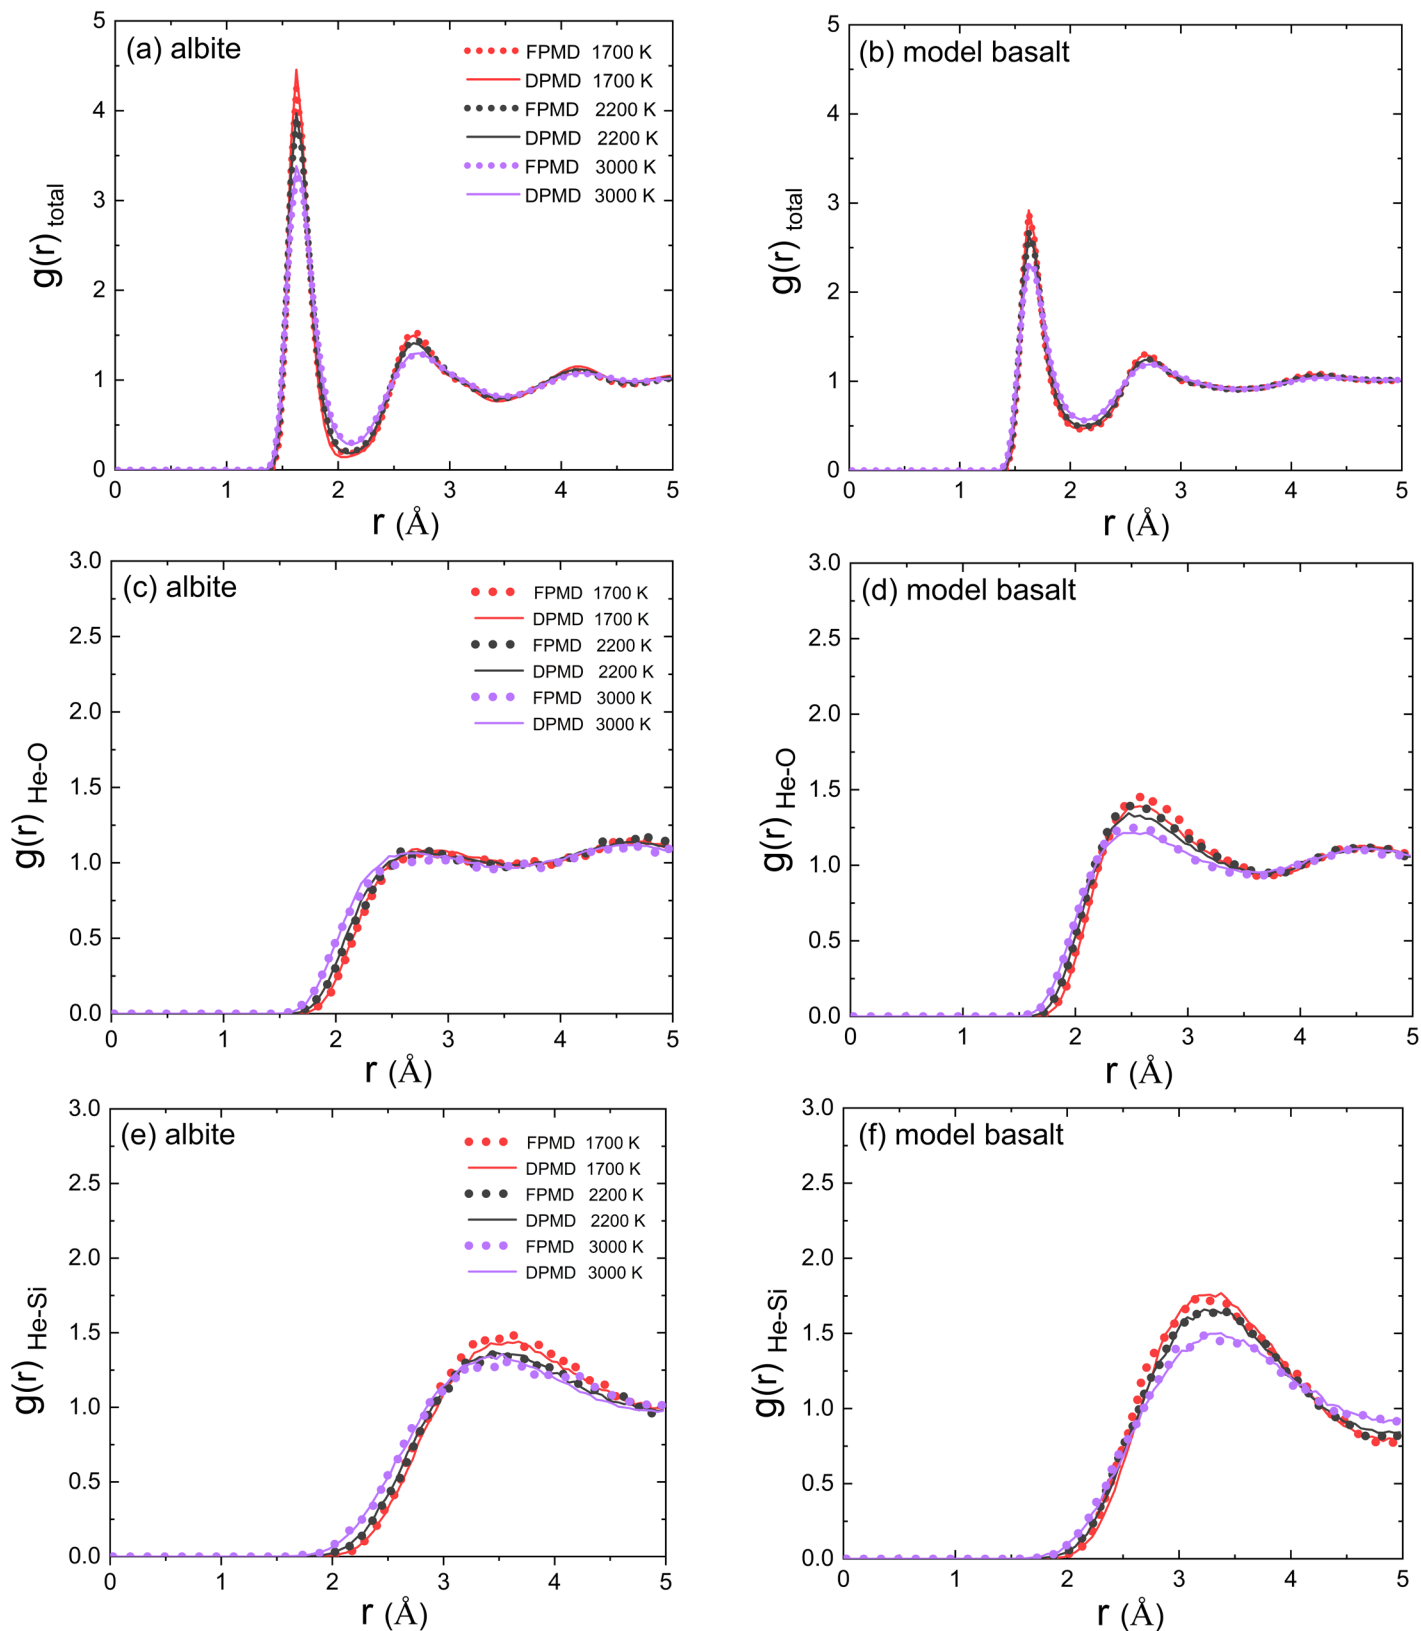 (a) albite
FPMD 1700 K
DPMD 1700 K
FPMD 2200 K
DPMD 2200 K
FPMD 3000 K
DPMD 3000 K
5
4
3
2
1
0
g(r) total
0 1 2 3 4 5
r (Å)
(b) model basalt
5
4
3
2
1
0
g(r) total
0 1 2 3 4 5
r (Å)
(c) albite
FPMD 1700 K
DPMD 1700 K
FPMD 2200 K
DPMD 2200 K
FPMD 3000 K
DPMD 3000 K
3.0
2.5
2.0
1.5
1.0
0.5
0.0
g(r) He-O
0 1 2 3 4 5
r (Å)
(d) model basalt
3.0
2.5
2.0
1.5
1.0
0.5
0.0
g(r) He-O
0 1 2 3 4 5
r (Å)
(e) albite
FPMD 1700 K
DPMD 1700 K
FPMD 2200 K
DPMD 2200 K
FPMD 3000 K
DPMD 3000 K
3.0
2.5
2.0
1.5
1.0
0.5
0.0
g(r) He-Si
0 1 2 3 4 5
r (Å)
(f) model basalt
3.0
2.5
2.0
1.5
1.0
0.5
0.0
g(r) He-Si
0 1 2 3 4 5
r (Å)